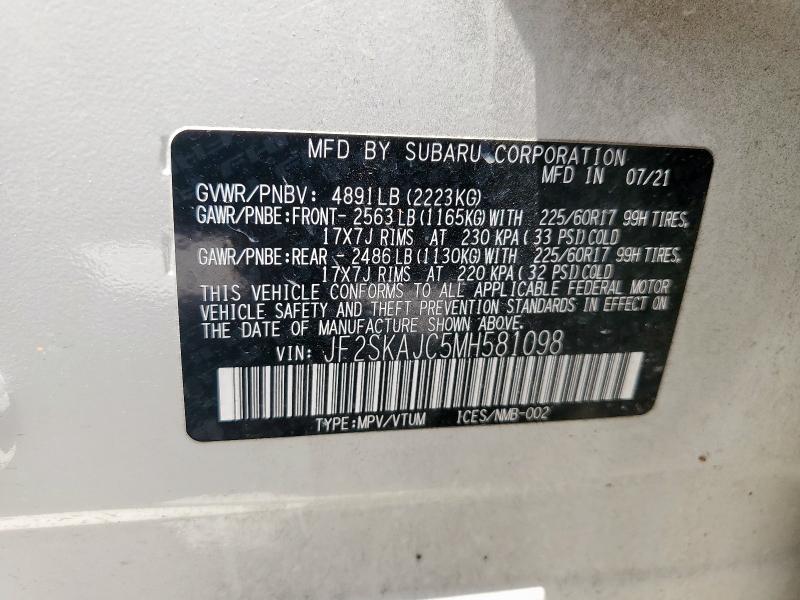 MFD BY SUBARU CORPORATION
MFD IN 07/21
GVWR/PNBV: 4891LB(2223KG)
GAWR/PNBE:FRONT- 2563LB(1165KG)WITH 225/60R17 99H TIRES,
17X7J RIMS AT 230 KPA(33 PSI)COLD
GAWR/PNBE:REAR - 2486LB(1130KG)WITH 225/60R17 99H TIRES,
17X7J RIMS AT 220 KPA(32 PSI)COLD
THIS VEHICLE CONFORMS TO ALL APPLICABLE FEDERAL MOTOR
VEHICLE SAFETY AND THEFT PREVENTION STANDARDS IN EFFECT ON
THE DATE OF MANUFACTURE SHOWN ABOVE.
VIN: JF2SKAJC5MH581098
TYPE:MPV/VTUM ICES/NMB-002